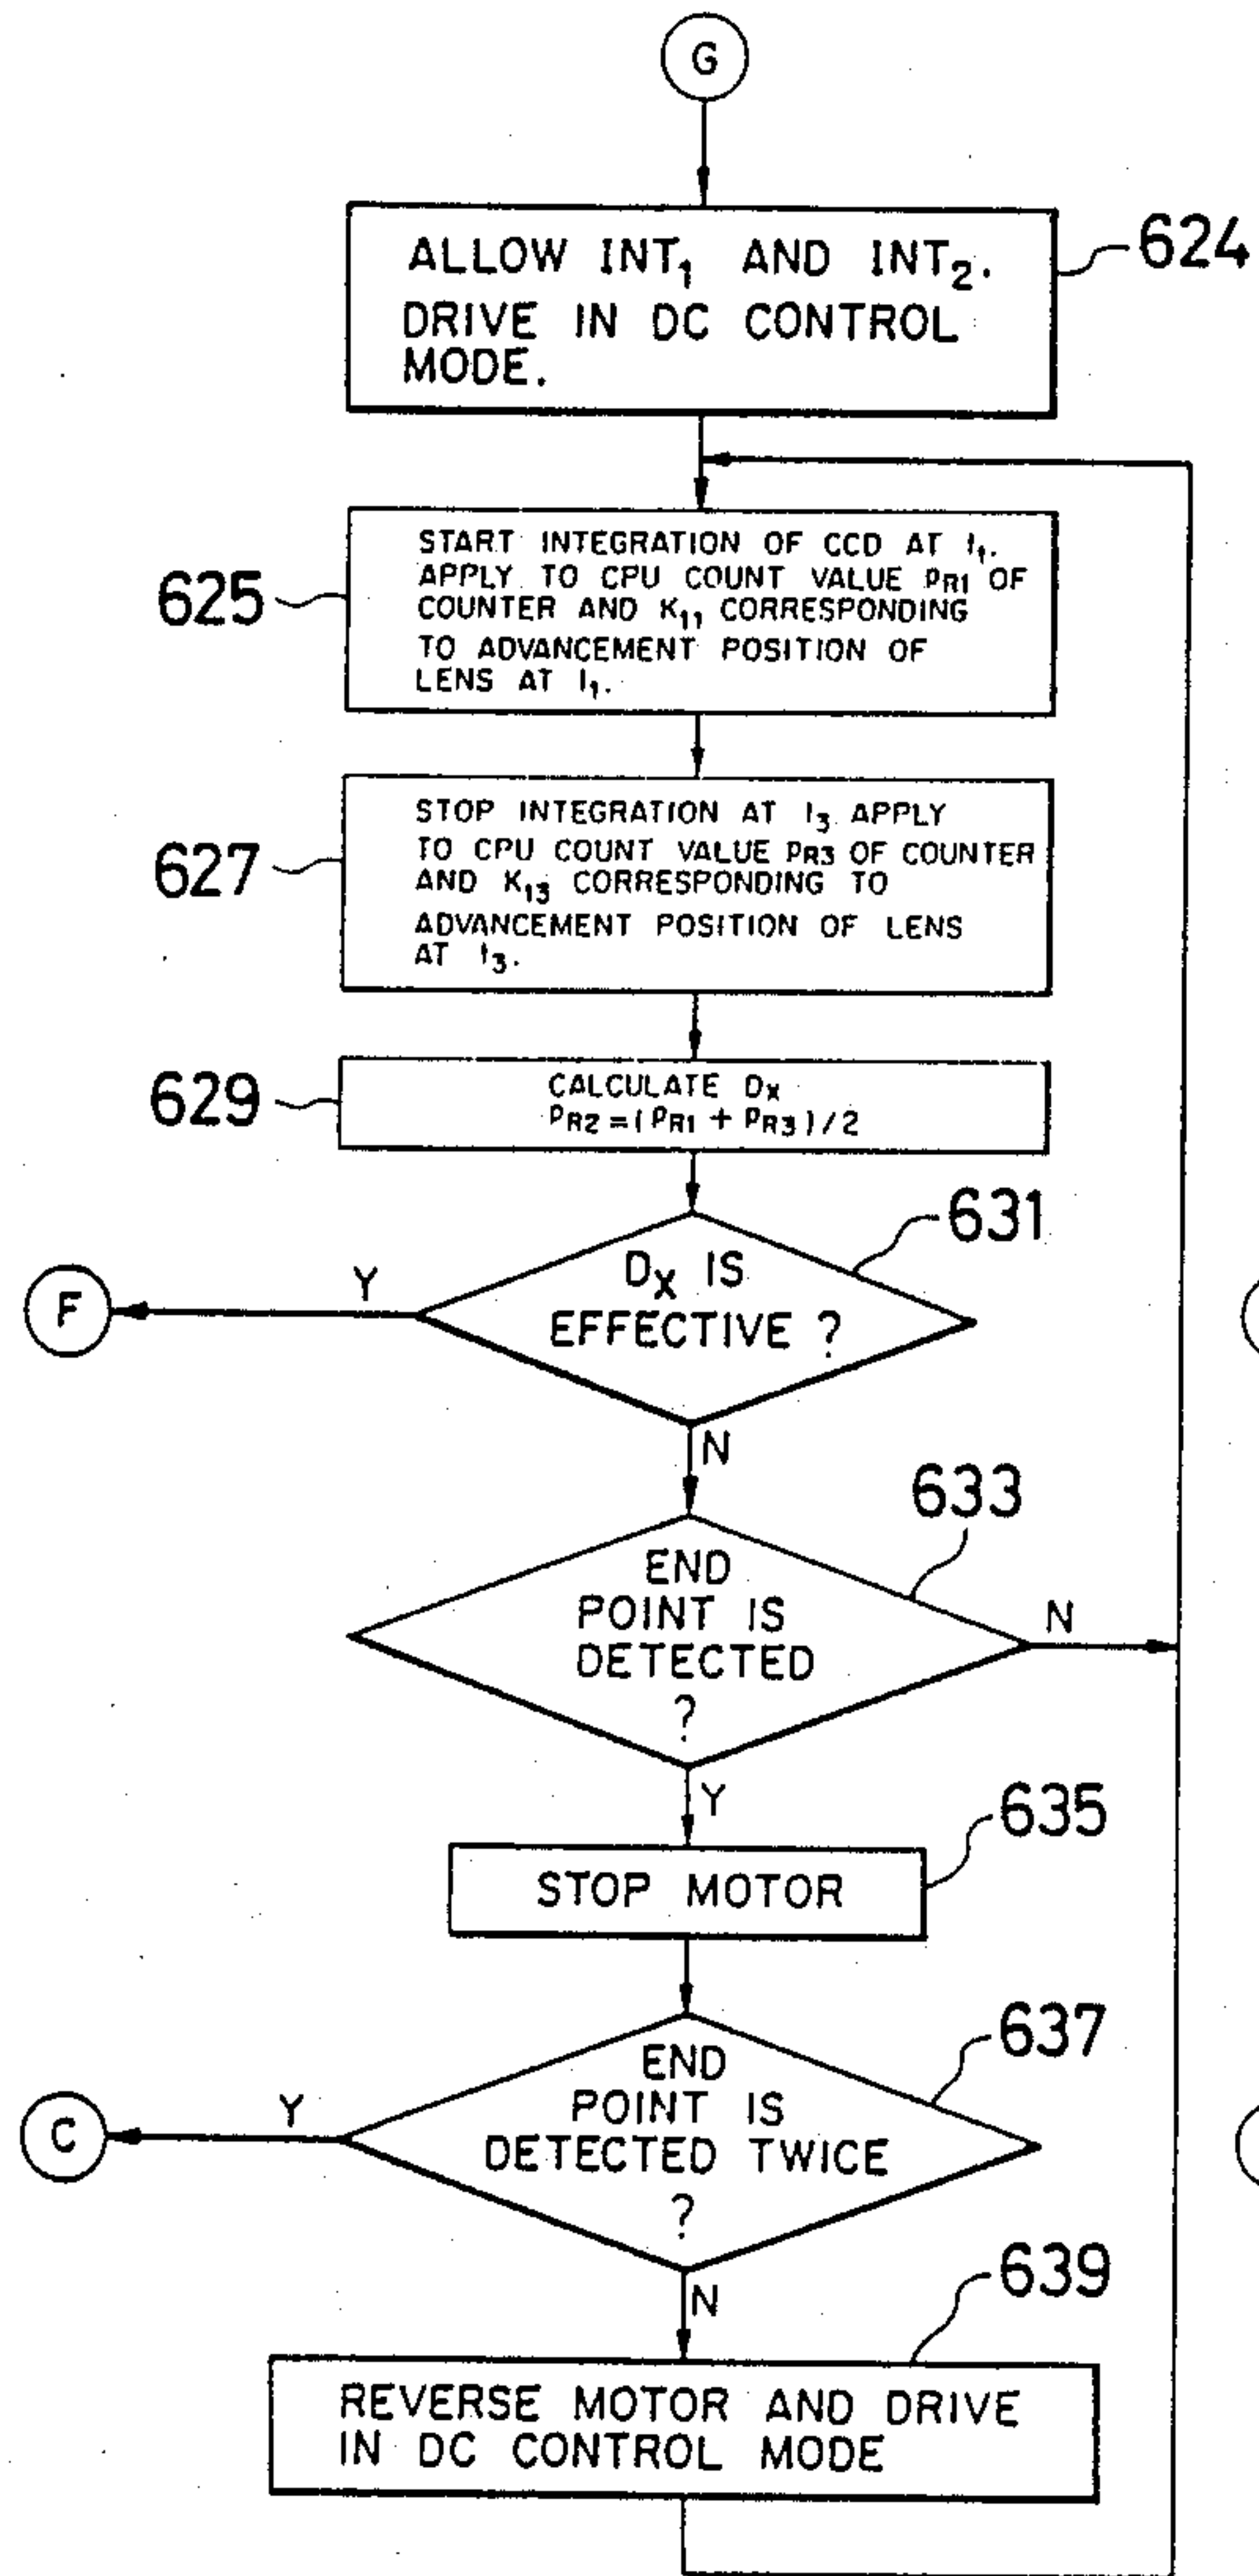 G
ALLOW INT₁ AND INT₂.
DRIVE IN DC CONTROL
MODE.
624
START INTEGRATION OF CCD AT t₁.
APPLY TO CPU COUNT VALUE PR1 OF
COUNTER AND K₁₁ CORRESPONDING
TO ADVANCEMENT POSITION OF
LENS AT t₁.
625
STOP INTEGRATION AT t₃ APPLY
TO CPU COUNT VALUE PR3 OF COUNTER
AND K₁₃ CORRESPONDING TO
ADVANCEMENT POSITION OF LENS
AT t₃.
627
CALCULATE DX
PR2 = (PR1 + PR3) / 2
629
631
DX IS
EFFECTIVE ?
Y
F
N
633
END
POINT IS
DETECTED
?
N
Y
635
STOP MOTOR
637
END
POINT IS
DETECTED TWICE
?
Y
C
N
639
REVERSE MOTOR AND DRIVE
IN DC CONTROL MODE